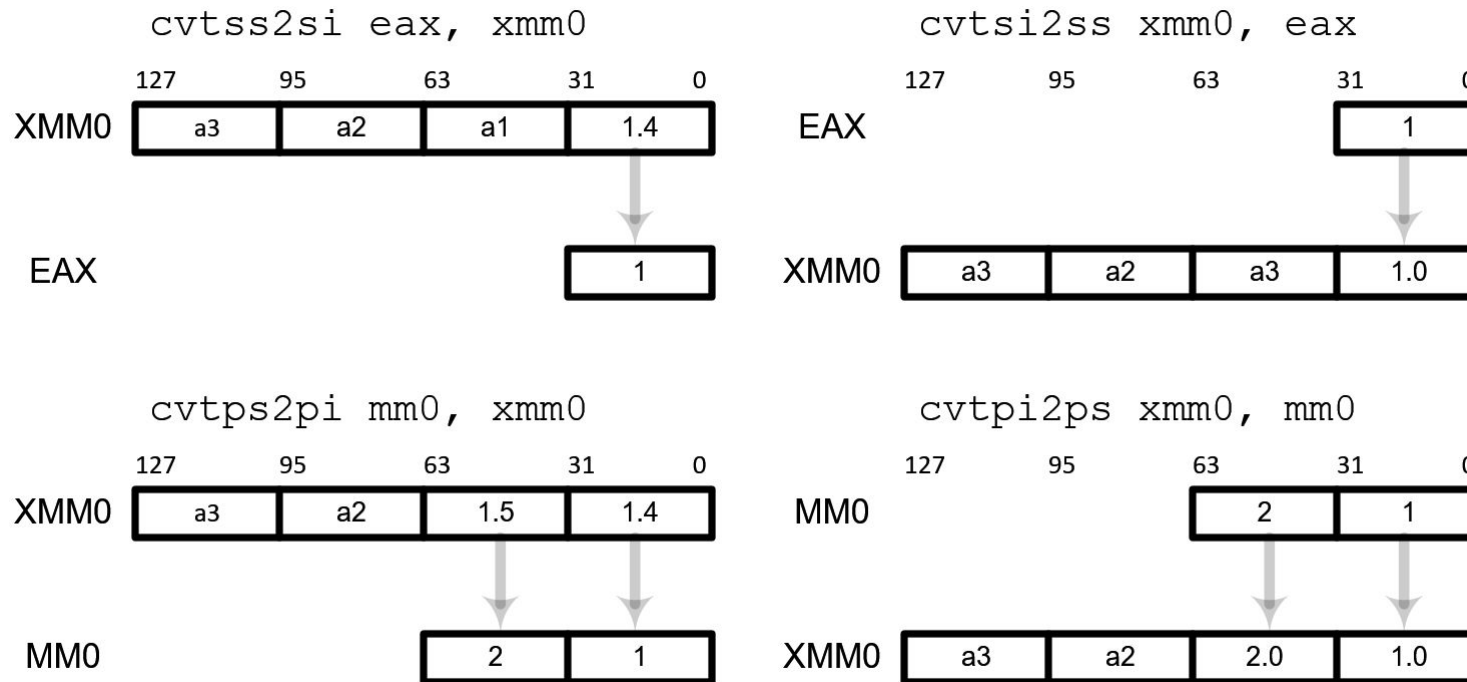 cvtss2si eax, xmm0
127 95 63 31 0
XMM0 a3 a2 a1 1.4
EAX 1
cvtsi2ss xmm0, eax
127 95 63 31 0
EAX 1
XMM0 a3 a2 a3 1.0
cvtps2pi mm0, xmm0
127 95 63 31 0
XMM0 a3 a2 1.5 1.4
MM0 2 1
cvtpi2ps xmm0, mm0
127 95 63 31 0
MM0 2 1
XMM0 a3 a2 2.0 1.0